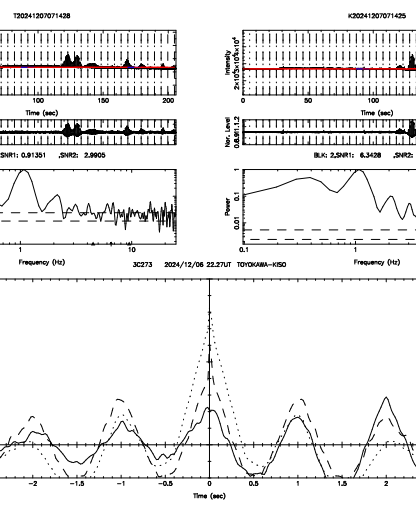 T20241207071428
K20241207071425
Intensity
0
100
200
0
100
Time (sec)
Time (sec)
Nor. Level
:SNR1: 0.91351 ,SNR2: 2.9905
BLK: 2,SNR1: 6.3428 ,SNR2:
Power
0.01
0.1
1
1
10
0.1
1
Frequency (Hz)
Frequency (Hz)
3C273 2024/12/06 22.27UT TOYOKAWA-KISO
-2
-1.5
-1
-0.5
0
0.5
1
1.5
2
Time (sec)